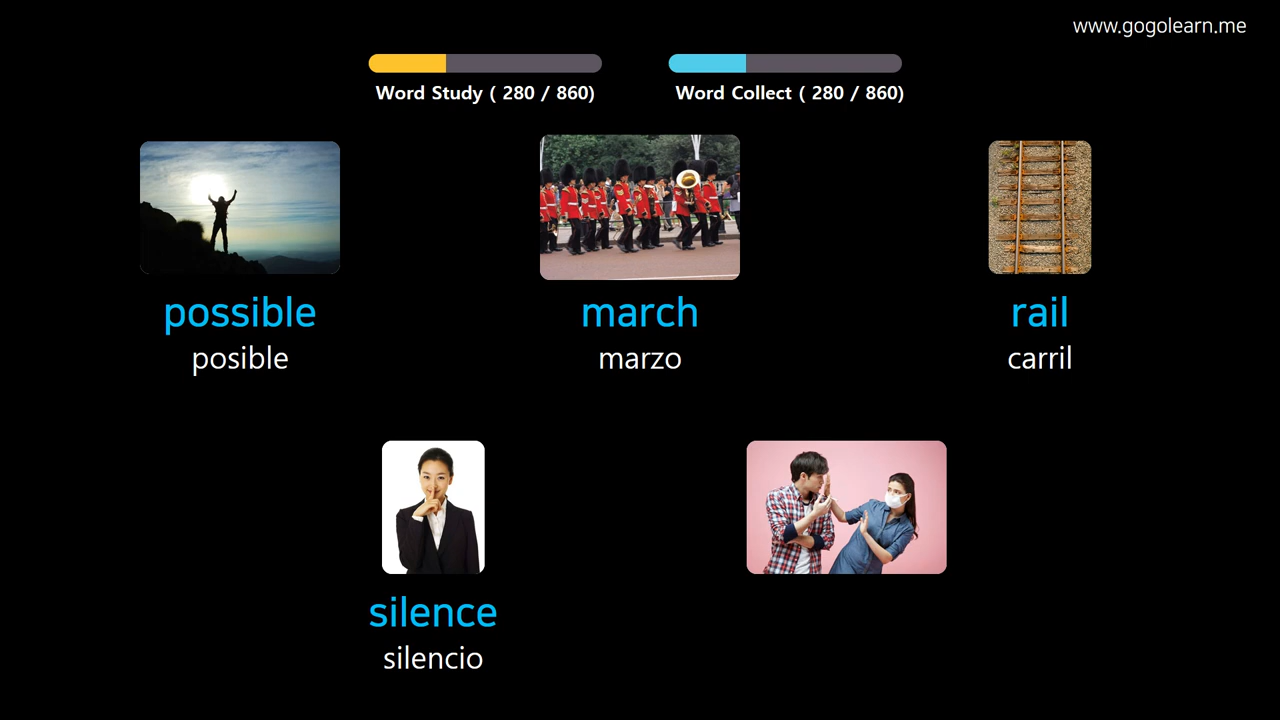 www.gogolearn.me
Word Study ( 280 / 860)
Word Collect ( 280 / 860)
possible
march
rail
posible
marzo
carril
silence
silencio